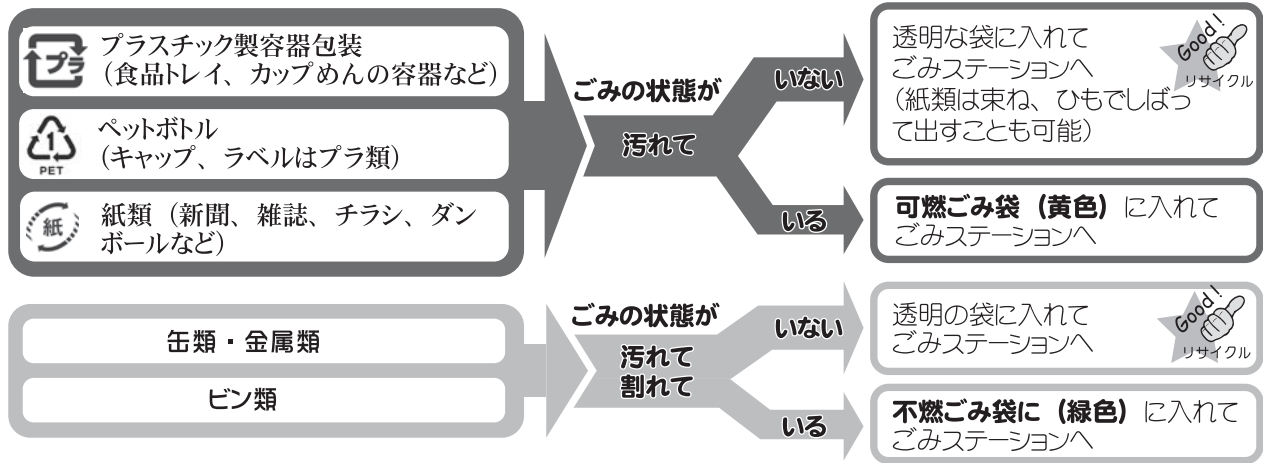 プラ
プラスチック製容器包装
（食品トレイ、カップめんの容器など）
1
PET
ペットボトル
（キャップ、ラベルはプラ類）
紙
紙類（新聞、雑誌、チラシ、ダン
ボールなど）
ごみの状態が
汚れて
いない
いる
透明な袋に入れて
ごみステーションへ
（紙類は束ね、ひもでしばっ
て出すことも可能）
Good!
リサイクル
可燃ごみ袋（黄色）に入れて
ごみステーションへ
缶類・金属類
ビン類
ごみの状態が
汚れて
割れて
いない
いる
透明の袋に入れて
ごみステーションへ
Good!
リサイクル
不燃ごみ袋に（緑色）に入れて
ごみステーションへ